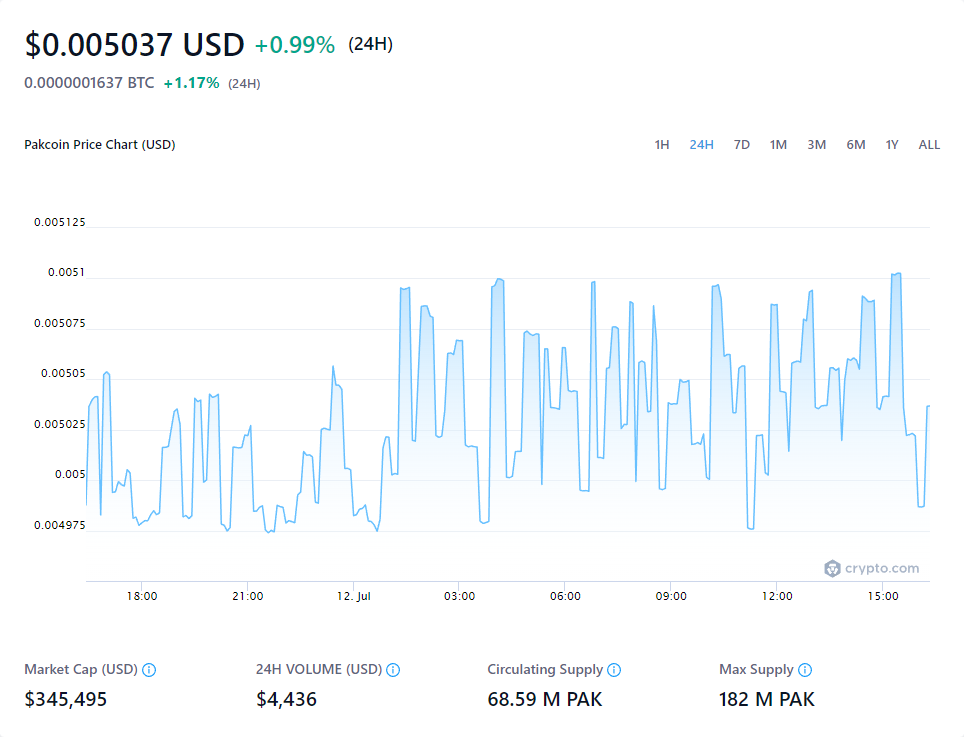 $0.005037 USD +0.99% (24H)
0.0000001637 BTC +1.17% (24H)
Pakcoin Price Chart (USD) 1H 24H 7D 1M 3M 6M 1Y ALL
0.005125
0.0051
0.005075
0.00505
0.005025
0.005
0.004975
crypto.com
18:00 21:00 12. Jul 03:00 06:00 09:00 12:00 15:00
Market Cap (USD) 24H VOLUME (USD) Circulating Supply Max Supply
$345,495 $4,436 68.59 M PAK 182 M PAK